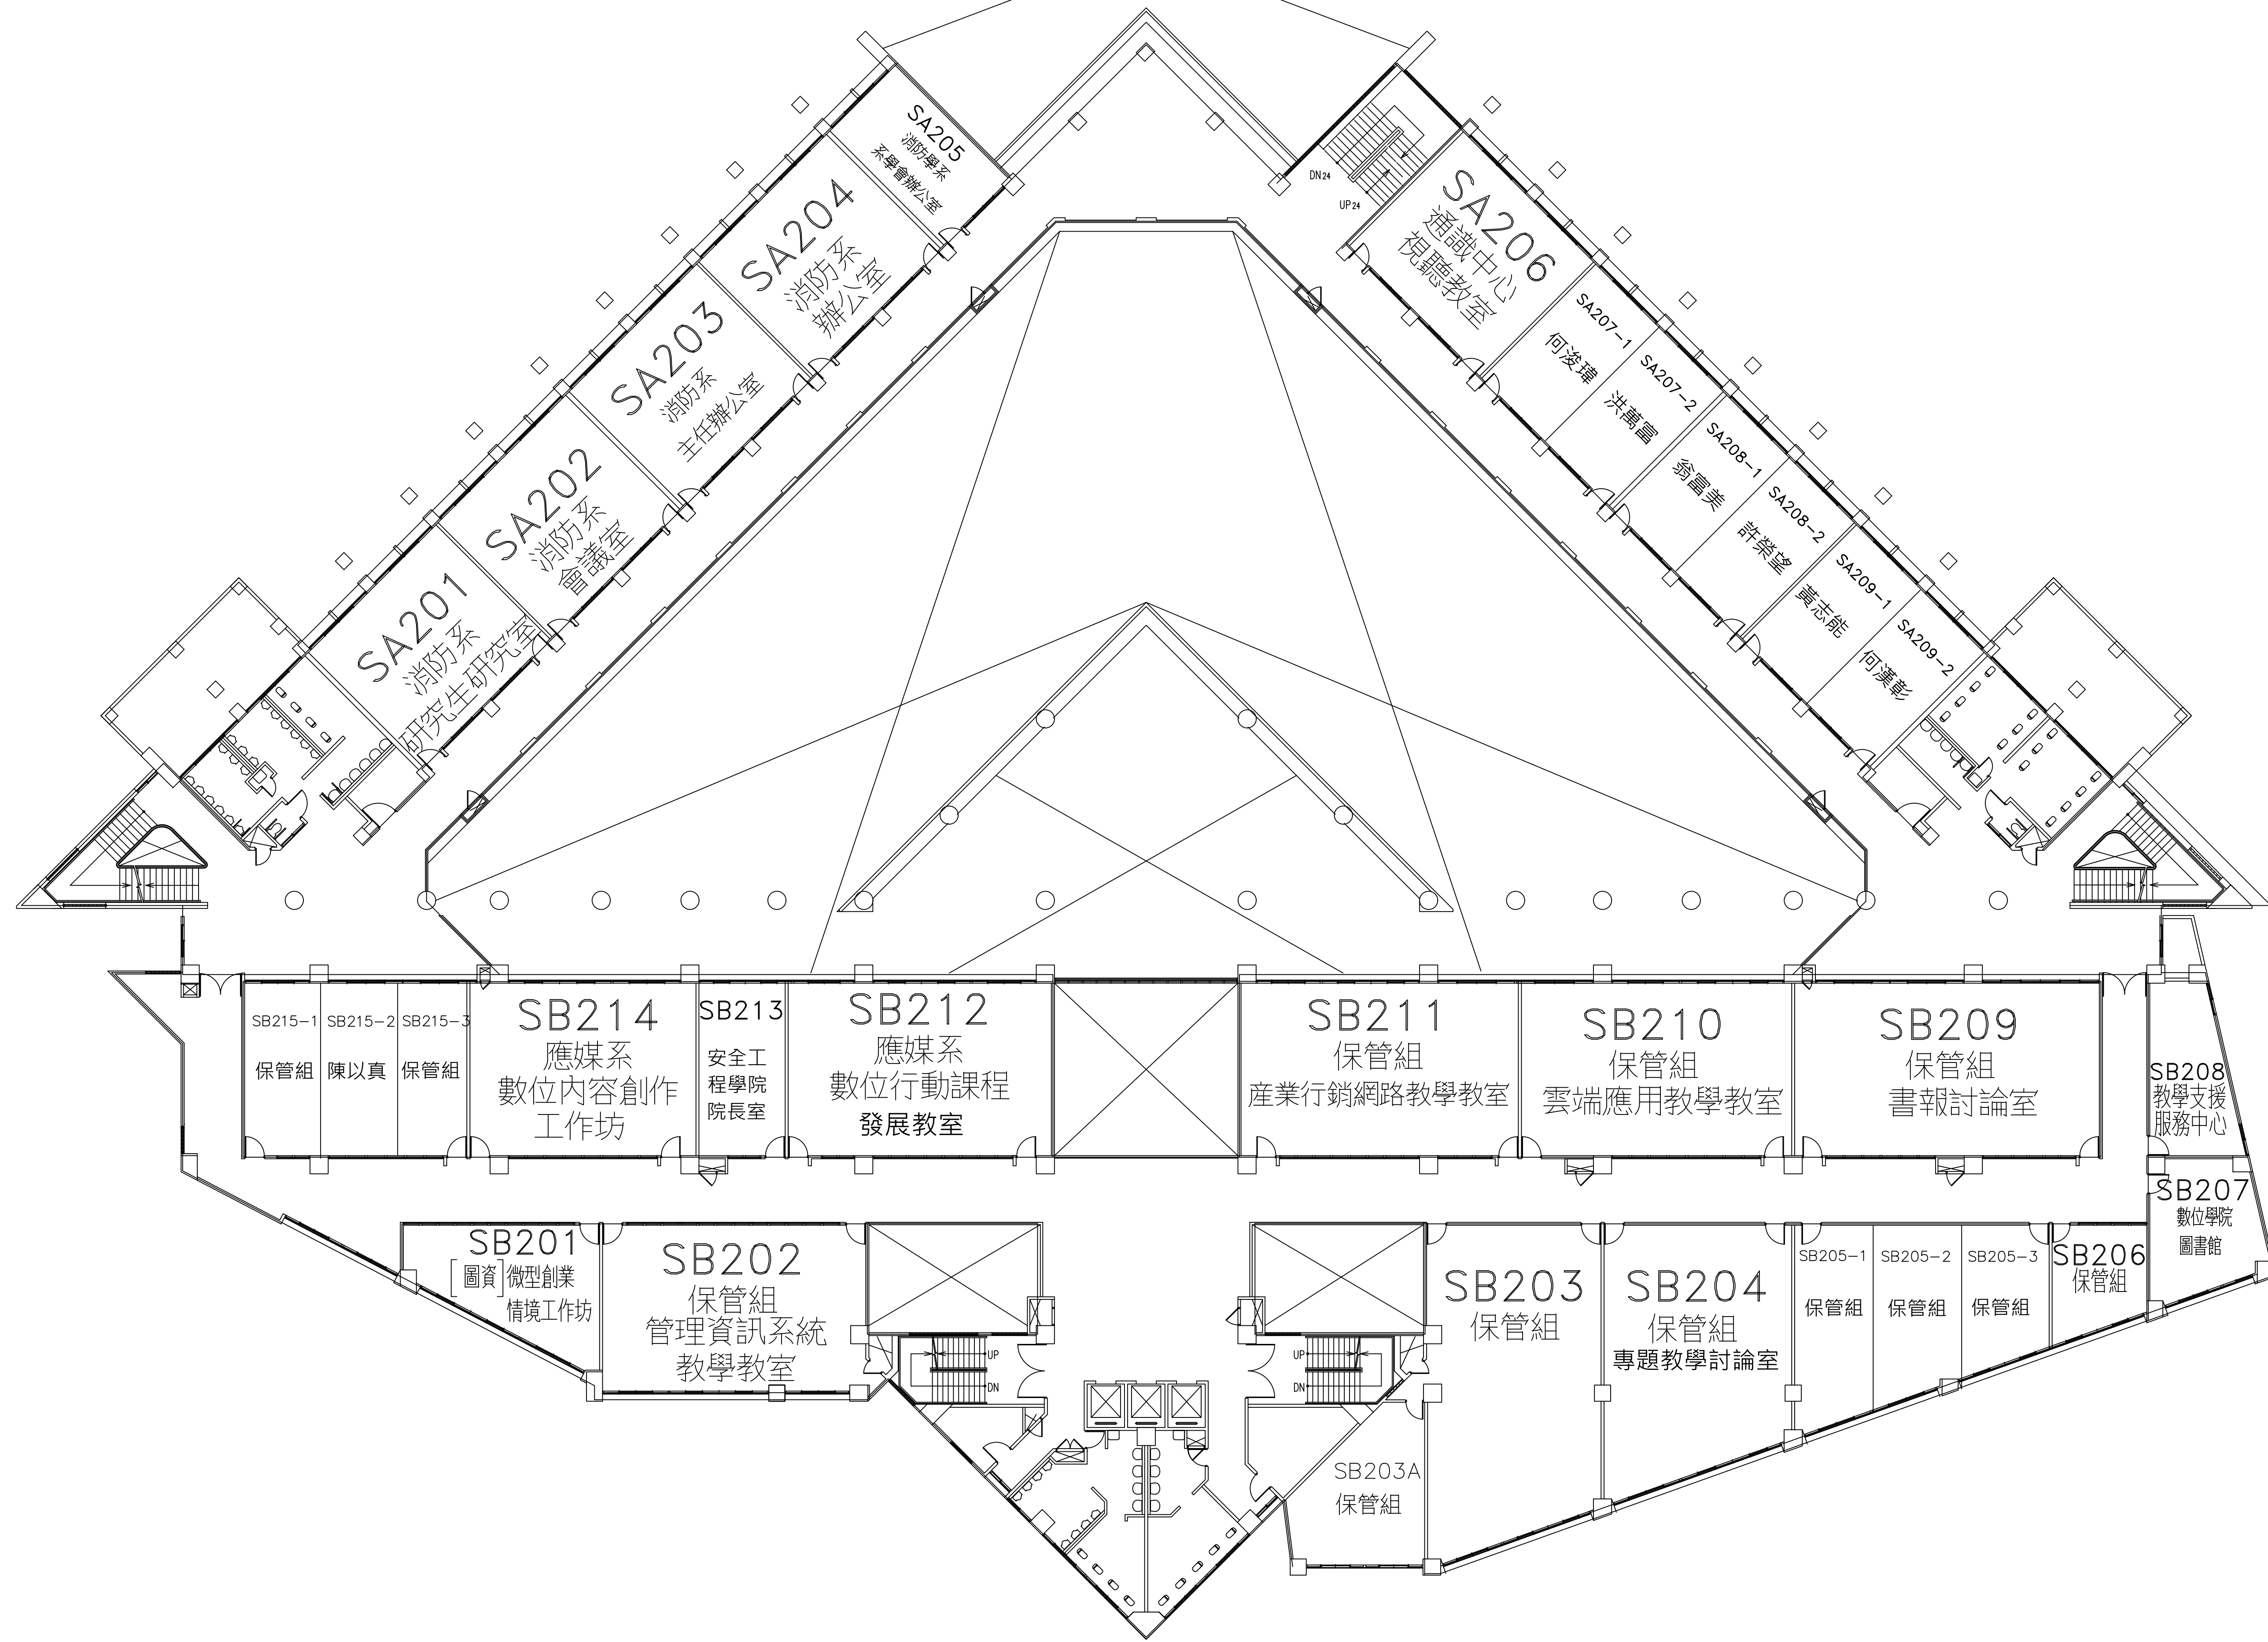 SA205
消防學系
系學會辦公室
SA204
消防系
辦公室
SA203
消防系
主任辦公室
SA202
消防系
會議室
SA201
消防系
研究生研究室
DN24
UP24
SA206
通識中心
視聽教室
SA207-1
何浚瑋
SA207-2
洪萬富
SA208-1
翁富美
SA208-2
許榮望
SA209-1
黃志能
SA209-2
何漢彰
SB215-1
保管組
SB215-2
陳以真
SB215-3
保管組
SB214
應媒系
數位內容創作
工作坊
SB213
安全工
程學院
院長室
SB212
應媒系
數位行動課程
發展教室
SB211
保管組
産業行銷網路教學教室
SB210
保管組
雲端應用教學教室
SB209
保管組
書報討論室
SB208
教學支援
服務中心
SB207
數位學院
圖書館
SB201
[圖資]微型創業
情境工作坊
SB202
保管組
管理資訊系統
教學教室
UP
DN
UP
DN
SB203
保管組
SB204
保管組
專題教學討論室
SB205-1
保管組
SB205-2
保管組
SB205-3
保管組
SB206
保管組
SB203A
保管組